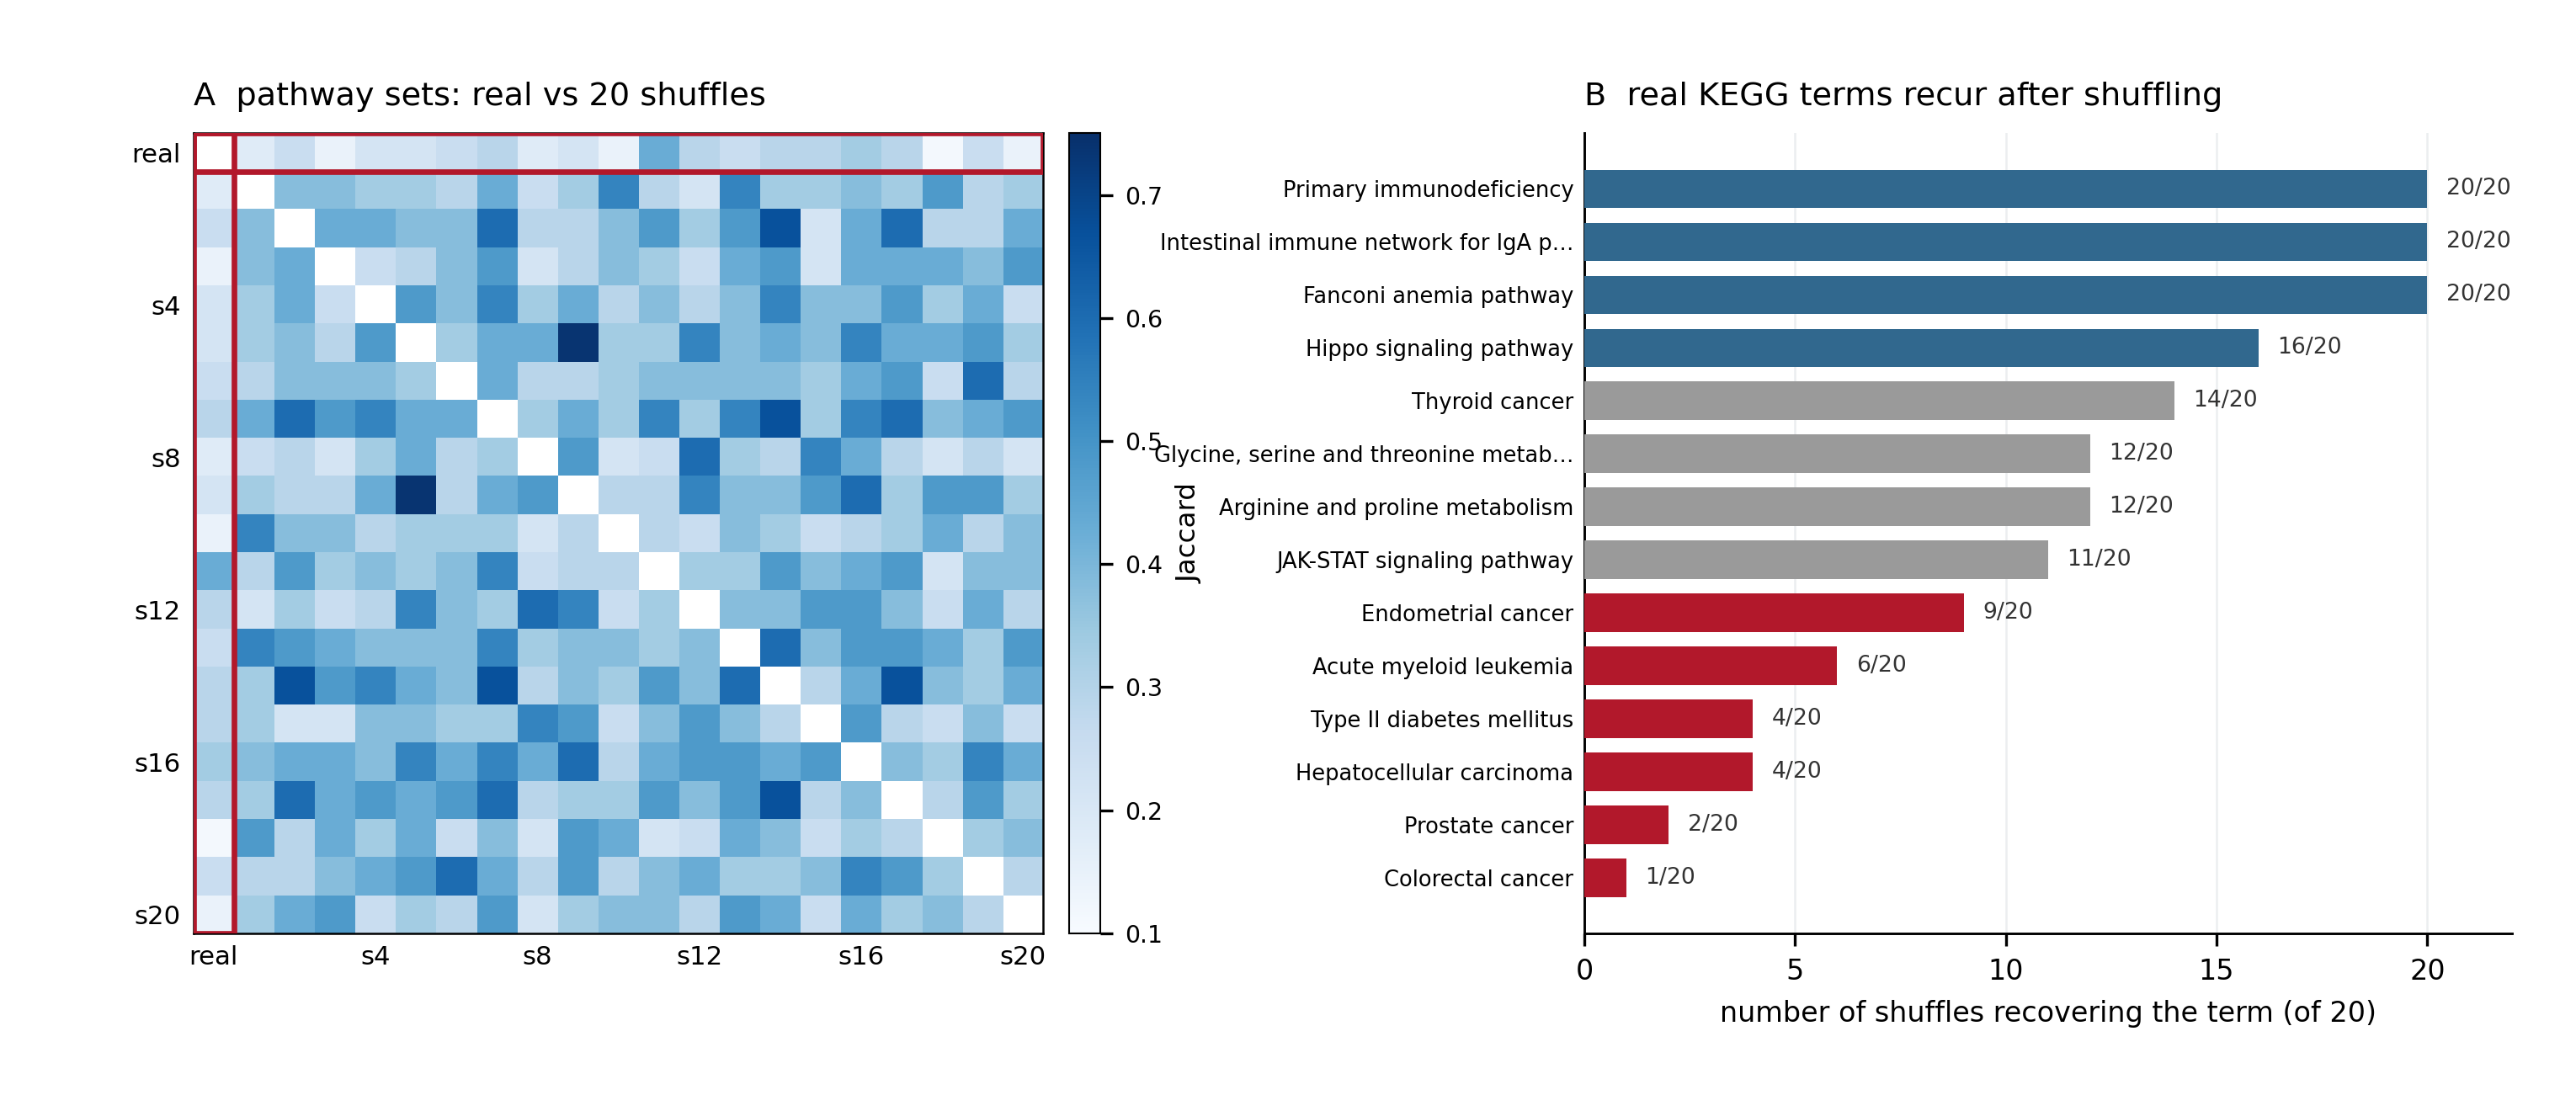 A  pathway sets: real vs 20 shuffles
real
s4
s8
s12
s16
s20
real
s4
s8
s12
s16
s20
0.7
0.6
0.5
0.4
0.3
0.2
0.1
Jaccard
B  real KEGG terms recur after shuffling
Primary immunodeficiency
20/20
Intestinal immune network for IgA p…
20/20
Fanconi anemia pathway
20/20
Hippo signaling pathway
16/20
Thyroid cancer
14/20
Glycine, serine and threonine metab…
12/20
Arginine and proline metabolism
12/20
JAK-STAT signaling pathway
11/20
Endometrial cancer
9/20
Acute myeloid leukemia
6/20
Type II diabetes mellitus
4/20
Hepatocellular carcinoma
4/20
Prostate cancer
2/20
Colorectal cancer
1/20
0
5
10
15
20
number of shuffles recovering the term (of 20)